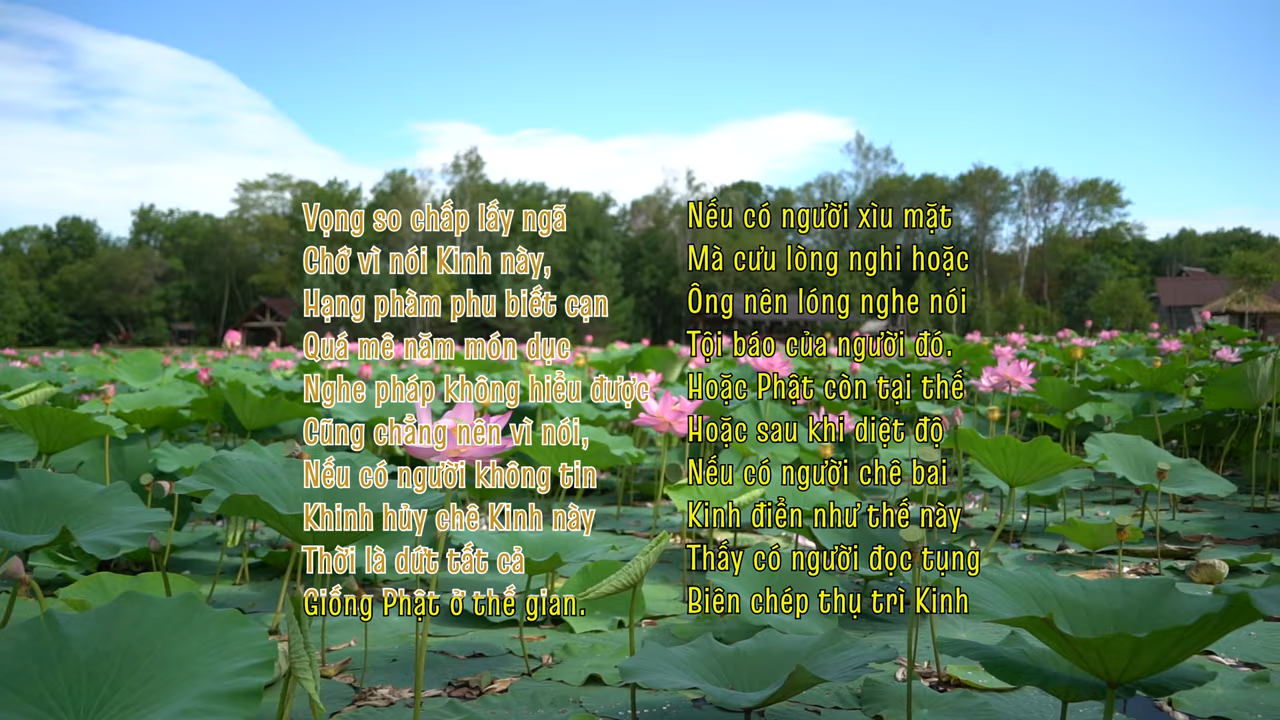 Vọng so chấp lấy ngã
Chớ vì nói Kinh này,
Hạng phàm phu biết cạn
Quá mê năm món dục
Nghe pháp không hiểu được
Cũng chẳng nên vì nói,
Nếu có người không tin
Khinh hủy chê Kinh này
Thời là dứt tất cả
Giống Phật ở thế gian.
Nếu có người xìu mặt
Mà cưu lòng nghi hoặc
Ông nên lóng nghe nói
Tội báo của người đó.
Hoặc Phật còn tại thế
Hoặc sau khi diệt độ
Nếu có người chê bai
Kinh điển như thế này
Thấy có người đọc tụng
Biên chép thụ trì Kinh